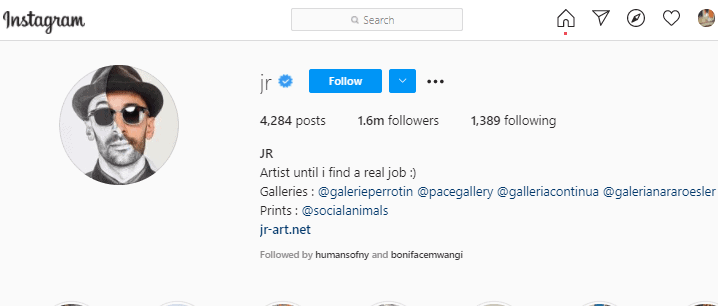 Instagram
Search
jr Follow
4,284 posts 1.6m followers 1,389 following
JR
Artist until i find a real job :)
Galleries : @galerieperrotin @pacegallery @galleriacontinua @galerianararoesler
Prints : @socialanimals
jr-art.net
Followed by humansofny and bonifacemwangi